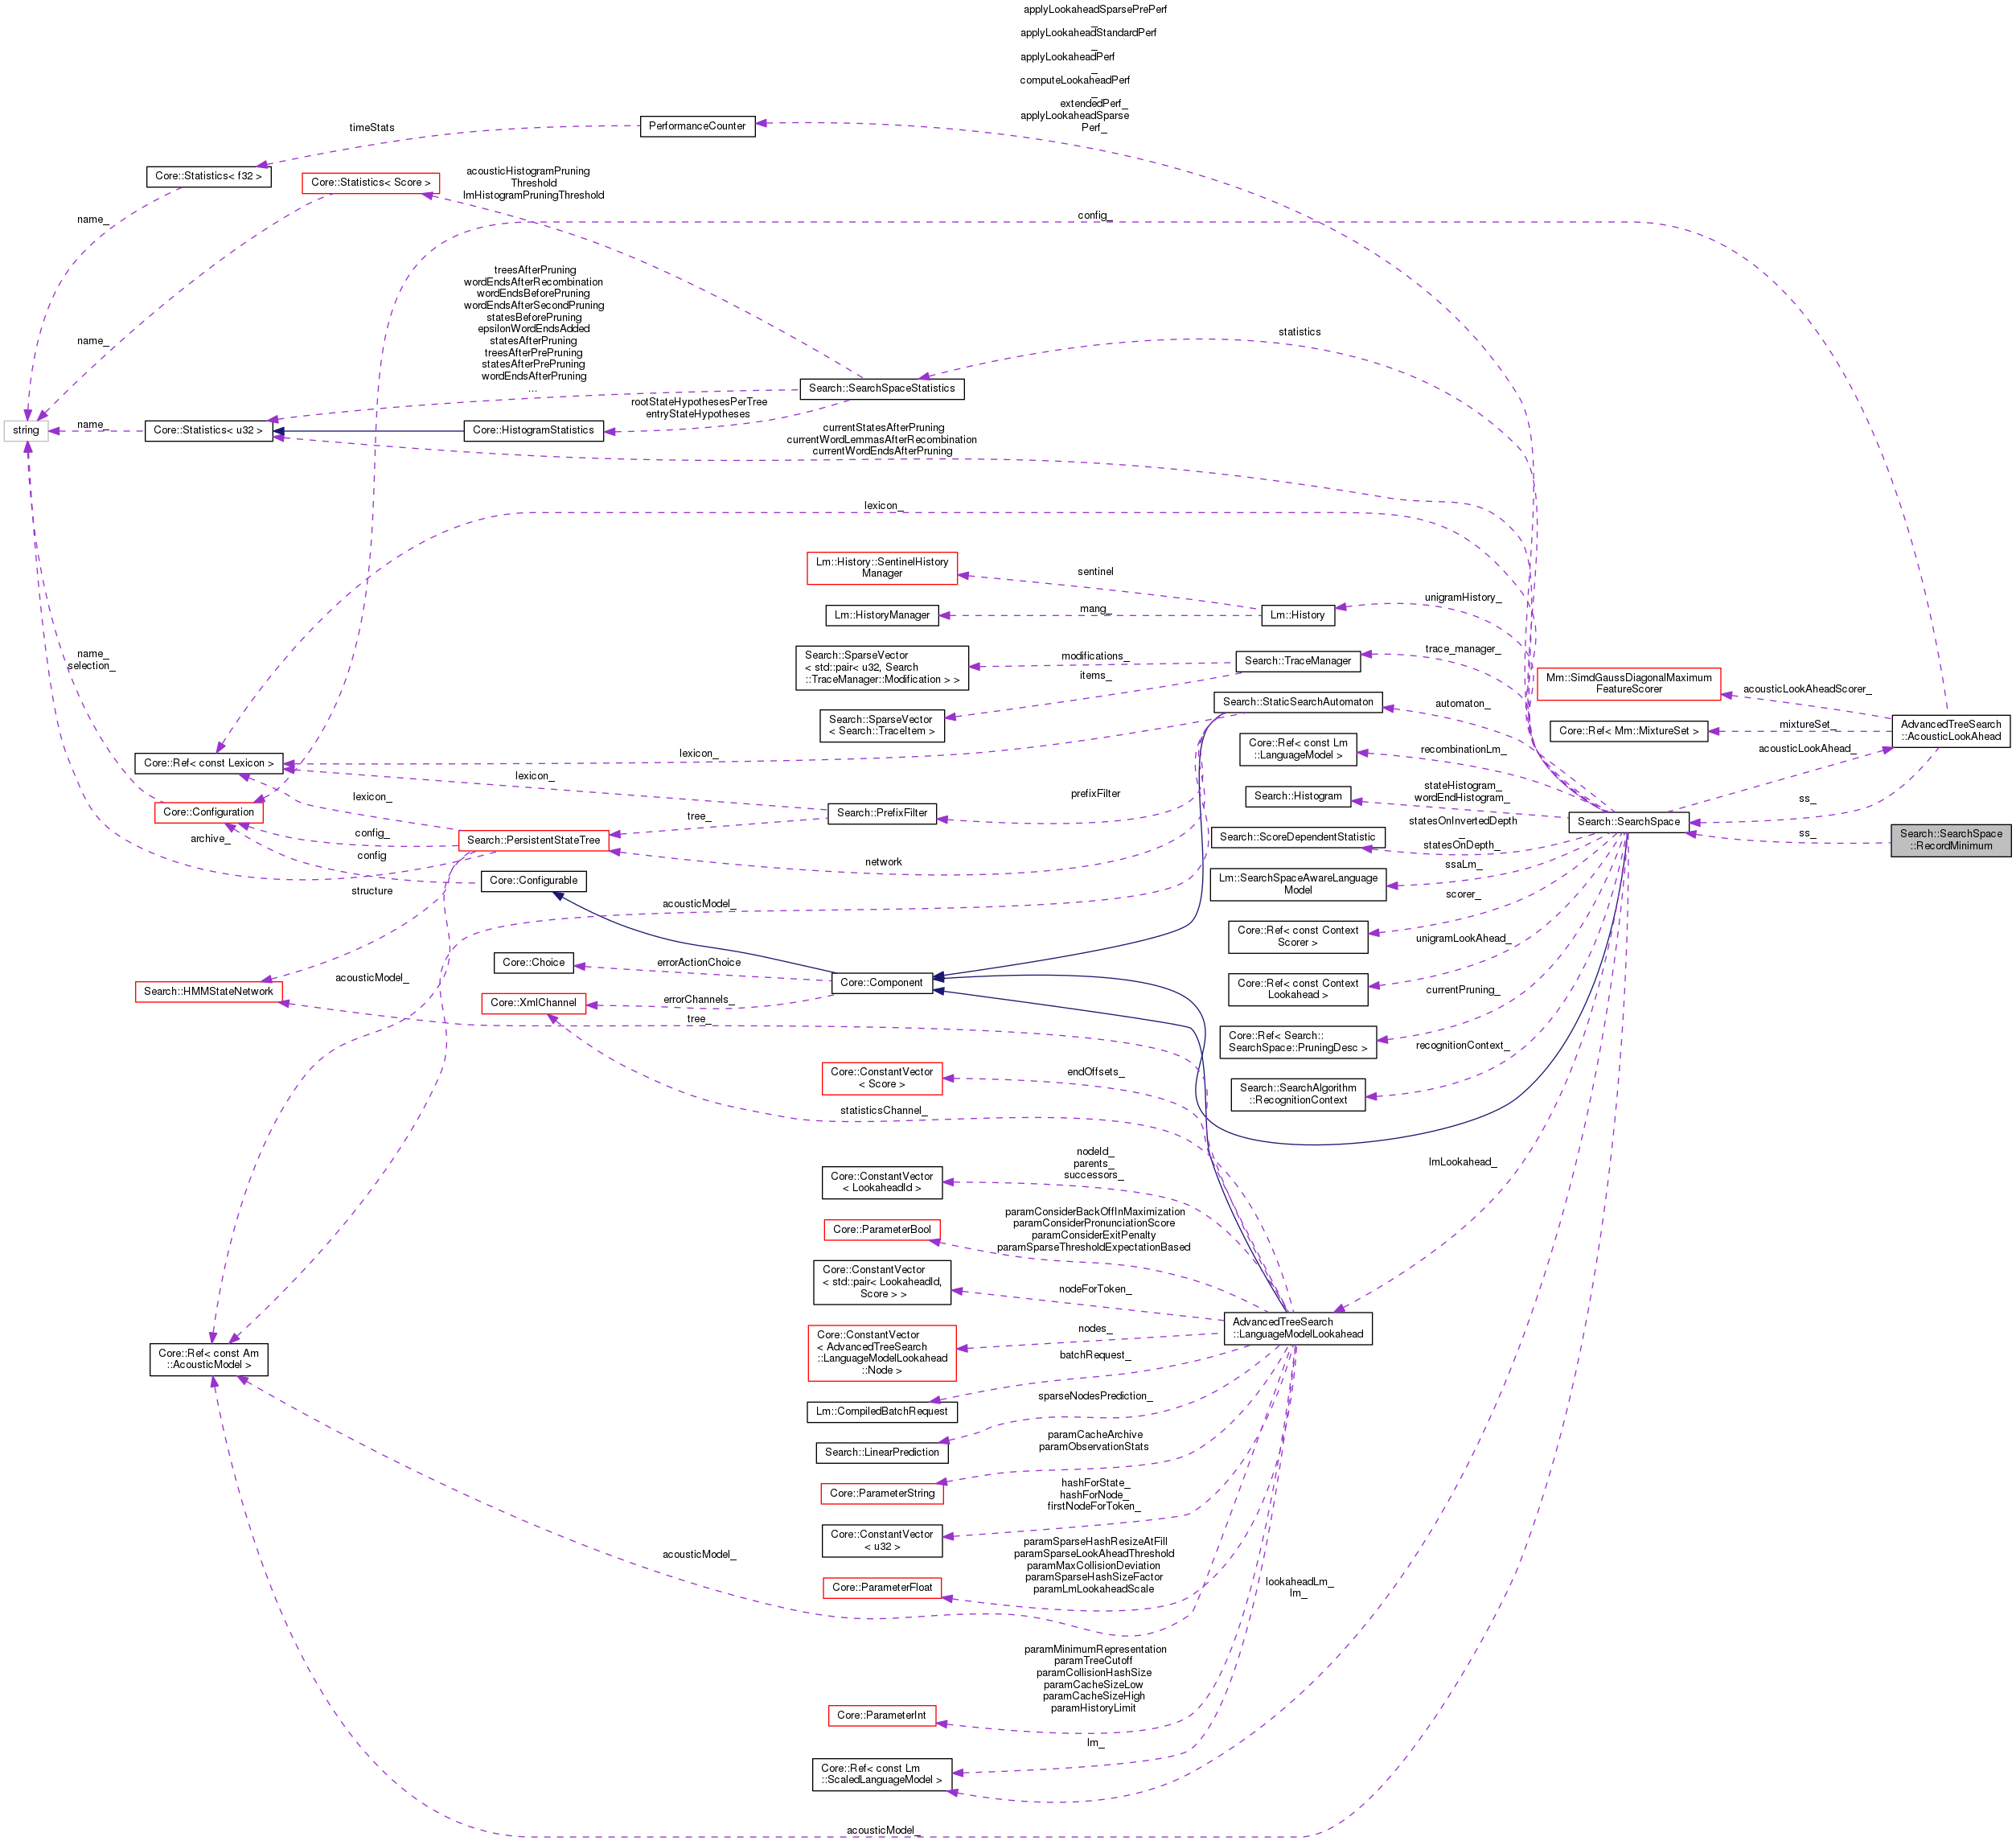 applyLookaheadSparsePrePerf
_
applyLookaheadStandardPerf
_
applyLookaheadPerf
_
computeLookaheadPerf
_
extendedPerf_
applyLookaheadSparse
Perf_
PerformanceCounter
timeStats
Core::Statistics< f32 >
Core::Statistics< Score >
acousticHistogramPruning
Threshold
lmHistogramPruningThreshold
name_
config_
treesAfterPruning
wordEndsAfterRecombination
wordEndsBeforePruning
wordEndsAfterSecondPruning
statesBeforePruning
epsilonWordEndsAdded
statesAfterPruning
treesAfterPrePruning
statesAfterPrePruning
wordEndsAfterPruning
...
name_
statistics
Search::SearchSpaceStatistics
rootStateHypothesesPerTree
entryStateHypotheses
string
name_
Core::Statistics< u32 >
Core::HistogramStatistics
currentStatesAfterPruning
currentWordLemmasAfterRecombination
currentWordEndsAfterPruning
lexicon_
Lm::History::SentinelHistory
Manager
sentinel
unigramHistory_
Lm::HistoryManager
mang_
Lm::History
Search::SparseVector
< std::pair< u32, Search
::TraceManager::Modification > >
modifications_
items_
Search::TraceManager
trace_manager_
name_
selection_
Mm::SimdGaussDiagonalMaximum
FeatureScorer
acousticLookAheadScorer_
Search::SparseVector
< Search::TraceItem >
Search::StaticSearchAutomaton
automaton_
Core::Ref< Mm::MixtureSet >
mixtureSet_
AdvancedTreeSearch
::AcousticLookAhead
Core::Ref< const Lexicon >
lexicon_
lexicon_
Core::Ref< const Lm
::LanguageModel >
recombinationLm_
acousticLookAhead_
lexicon_
prefixFilter
Search::Histogram
stateHistogram_
wordEndHistogram_
ss_
Core::Configuration
Search::PrefixFilter
tree_
config_
archive_
Search::PersistentStateTree
Search::ScoreDependentStatistic
statesOnInvertedDepth
_
statesOnDepth_
Search::SearchSpace
ss_
Search::SearchSpace
::RecordMinimum
config
network
structure
Core::Configurable
Lm::SearchSpaceAwareLanguage
Model
ssaLm_
acousticModel_
scorer_
Core::Ref< const Context
Scorer >
unigramLookAhead_
Core::Choice
errorActionChoice
acousticModel_
Search::HMMStateNetwork
Core::XmlChannel
errorChannels_
Core::Component
Core::Ref< const Context
Lookahead >
currentPruning_
tree_
Core::Ref< Search::
SearchSpace::PruningDesc >
recognitionContext_
Core::ConstantVector
< Score >
endOffsets_
Search::SearchAlgorithm
::RecognitionContext
statisticsChannel_
Core::ConstantVector
< LookaheadId >
nodeId_
parents_
successors_
lmLookahead_
Core::ParameterBool
paramConsiderBackOffInMaximization
paramConsiderPronunciationScore
paramConsiderExitPenalty
paramSparseThresholdExpectationBased
Core::ConstantVector
< std::pair< LookaheadId,
Score > >
nodeForToken_
AdvancedTreeSearch
::LanguageModelLookahead
Core::Ref< const Am
::AcousticModel >
Core::ConstantVector
< AdvancedTreeSearch
::LanguageModelLookahead
::Node >
nodes_
batchRequest_
Lm::CompiledBatchRequest
sparseNodesPrediction_
Search::LinearPrediction
paramCacheArchive
paramObservationStats
Core::ParameterString
hashForState_
hashForNode_
firstNodeForToken_
Core::ConstantVector
< u32 >
acousticModel_
paramSparseHashResizeAtFill
paramSparseLookAheadThreshold
paramMaxCollisionDeviation
paramSparseHashSizeFactor
paramLmLookaheadScale
Core::ParameterFloat
lookaheadLm_
lm_
paramMinimumRepresentation
paramTreeCutoff
paramCollisionHashSize
paramCacheSizeLow
paramCacheSizeHigh
paramHistoryLimit
Core::ParameterInt
lm_
Core::Ref< const Lm
::ScaledLanguageModel >
acousticModel_